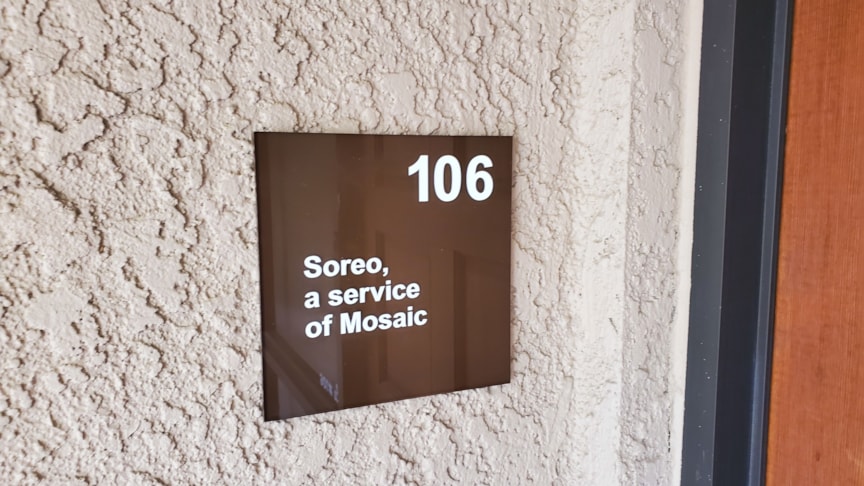 106
Soreo,
a service
of Mosaic